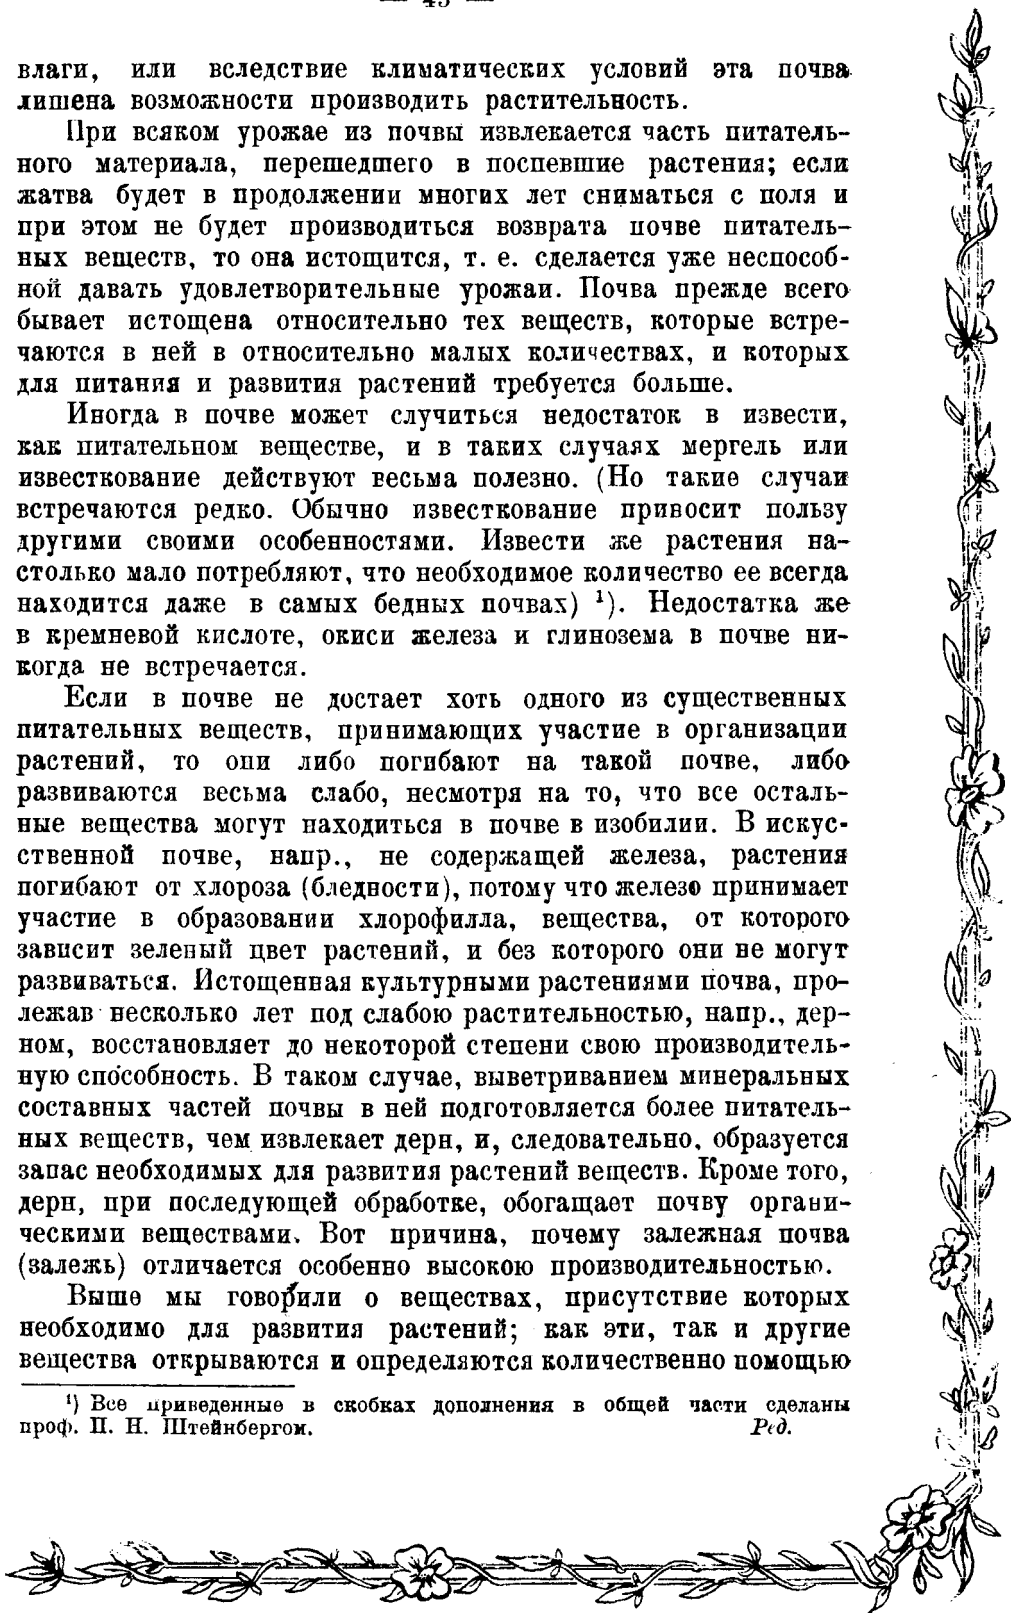 влаги, или вследствие климатических условий эта почва
лишена возможности производить растительность.
При всяком урожае из почвы извлекается часть питатель-
ного материала, перешедшего в поспевшие растения; если
жатва будет в продолжении многих лет сниматься с поля и
при этом не будет производиться возврата почве питатель-
ных веществ, то она истощится, т. е. сделается уже неспособ-
ной давать удовлетворительные урожаи. Почва прежде всего
бывает истощена относительно тех веществ, которые встре-
чаются в ней в относительно малых количествах, и которых
для питания и развития растений требуется больше.
Иногда в почве может случиться недостаток в извести,
как питательном веществе, и в таких случаях мергель или
известкование действуют весьма полезно. (Но такие случаи
встречаются редко. Обычно известкование приносит пользу
другими своими особенностями. Извести же растения на-
столько мало потребляют, что необходимое количество ее всегда
находится даже в самых бедных почвах) ¹). Недостатка же
в кремневой кислоте, окиси железа и глинозема в почве ни-
когда не встречается.
Если в почве не достает хоть одного из существенных
питательных веществ, принимающих участие в организации
растений, то они либо погибают на такой почве, либо
развиваются весьма слабо, несмотря на то, что все осталь-
ные вещества могут находиться в почве в изобилии. В искус-
ственной почве, напр., не содержащей железа, растения
погибают от хлороза (бледности), потому что железо принимает
участие в образовании хлорофилла, вещества, от которого
зависит зеленый цвет растений, и без которого они не могут
развиваться. Истощенная культурными растениями почва, про-
лежав несколько лет под слабою растительностью, напр., дер-
ном, восстановляет до некоторой степени свою производитель-
ную способность. В таком случае, выветриванием минеральных
составных частей почвы в ней подготовляется более питатель-
ных веществ, чем извлекает дерн, и, следовательно, образуется
запас необходимых для развития растений веществ. Кроме того,
дерн, при последующей обработке, обогащает почву органи-
ческими веществами. Вот причина, почему залежная почва
(залежь) отличается особенно высокою производительностью.
Выше мы говорили о веществах, присутствие которых
необходимо для развития растений; как эти, так и другие
вещества открываются и определяются количественно помощью
¹) Все приведенные в скобках дополнения в общей части сделаны
проф. П. Н. Штейнбергом. Ред.